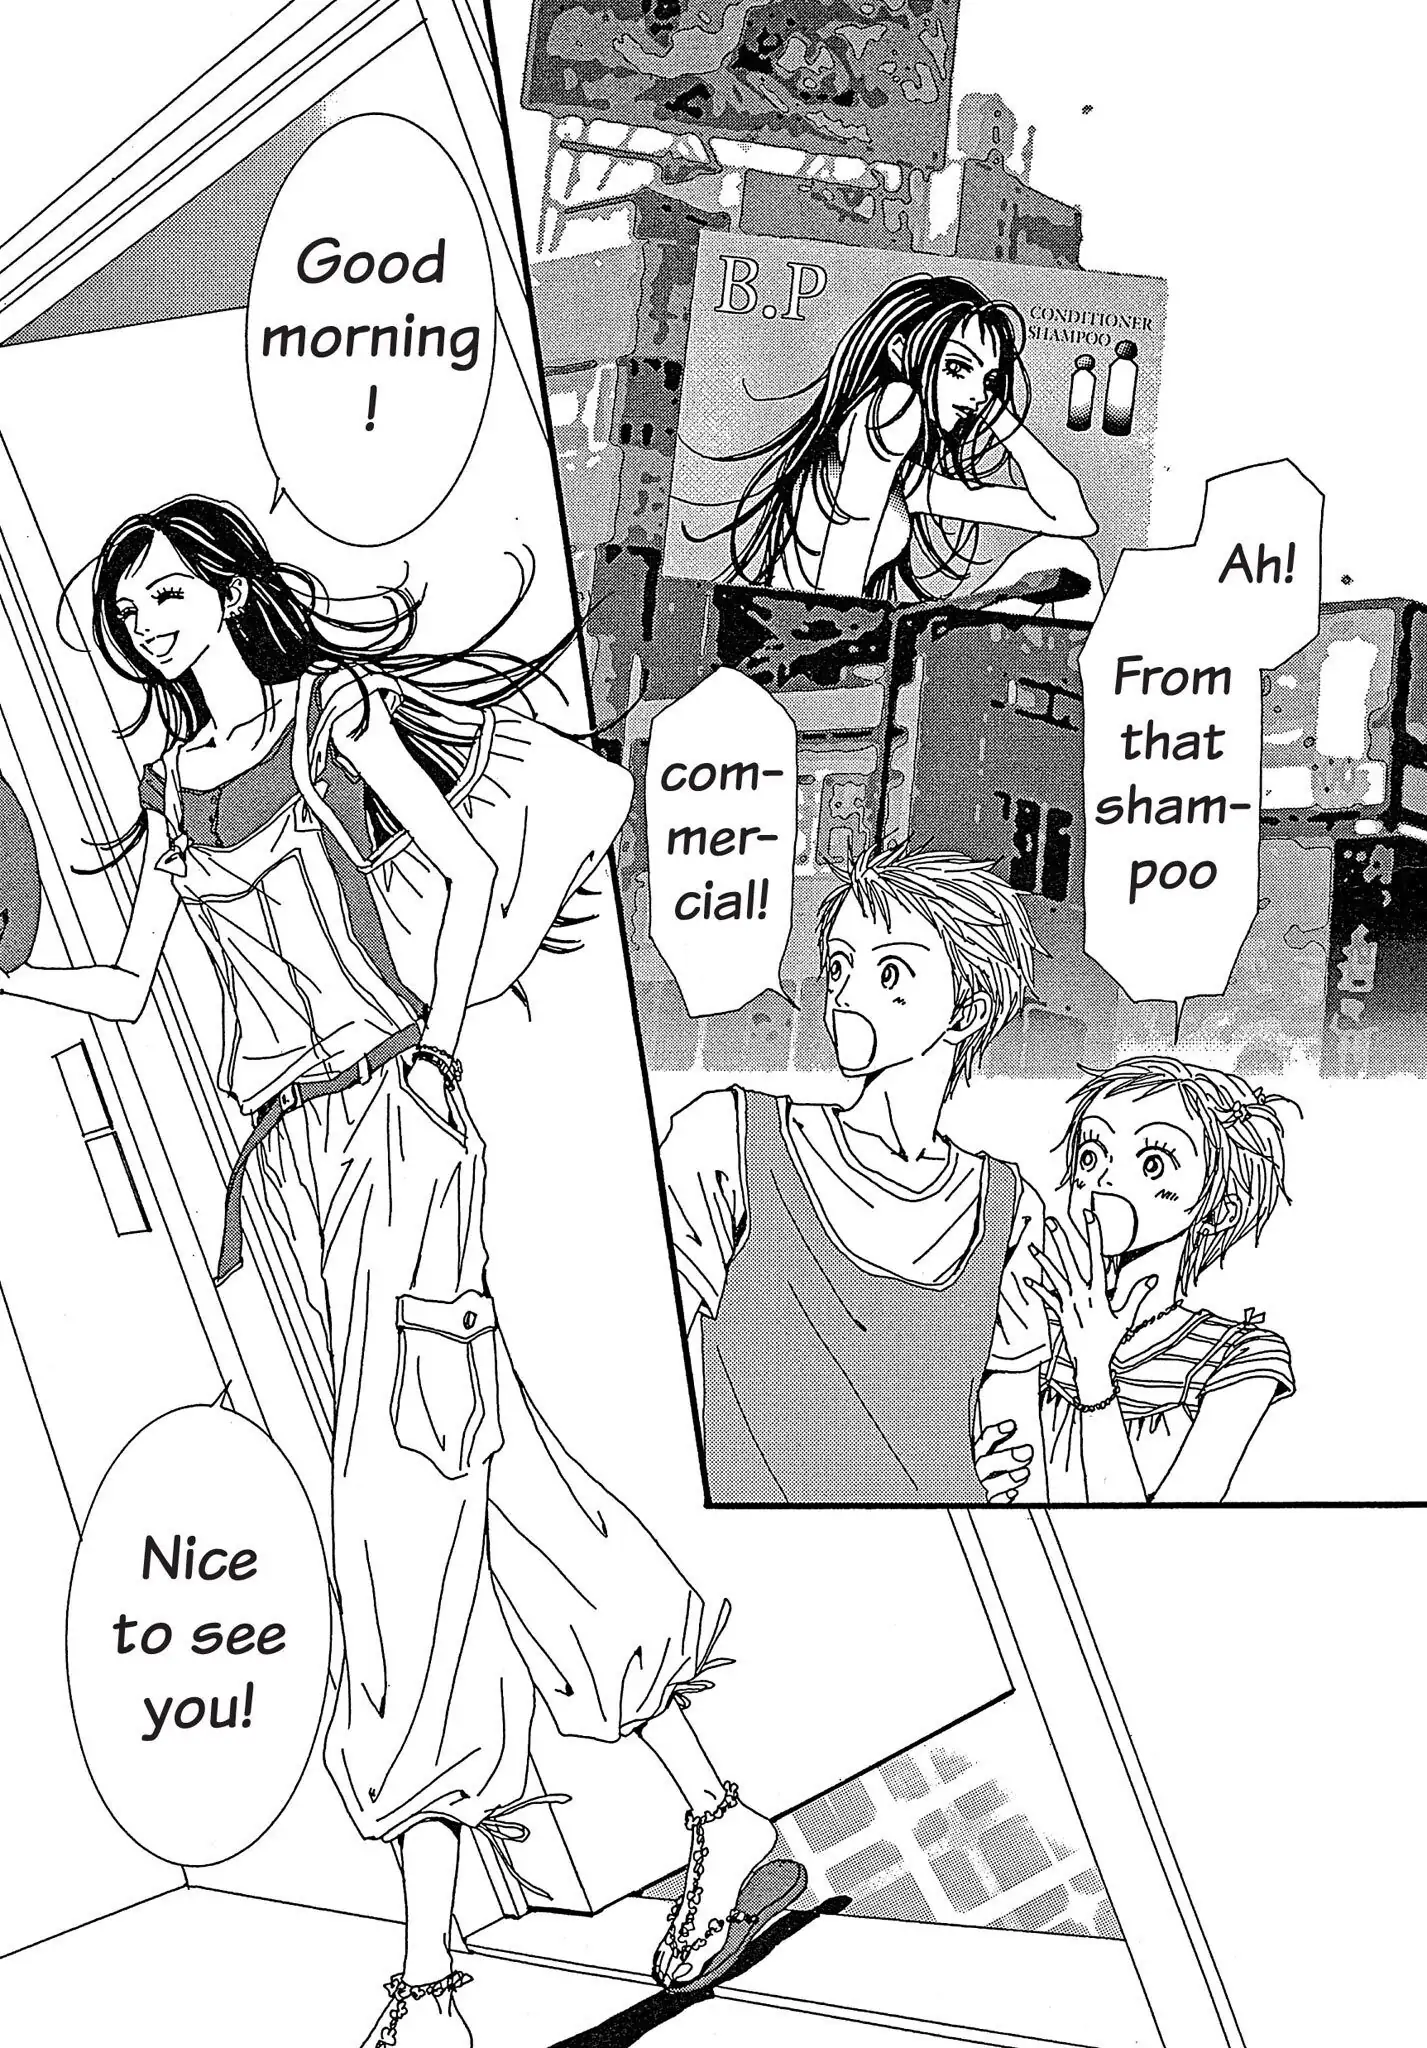 B.P
CONDITIONER
SHAMPOO
Ah!
From
that
sham-
poo
com-
mer-
cial!
Good
morning
!
Nice
to see
you!